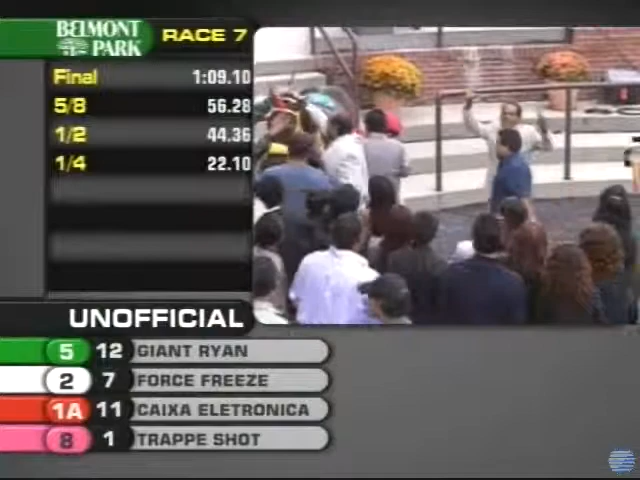 BELMONT PARK RACE 7
Final 1:09.10
5/8 56.28
1/2 44.36
1/4 22.10
UNOFFICIAL
5 12 GIANT RYAN
2 7 FORCE FREEZE
1A 11 CAIXA ELETRONICA
8 1 TRAPPE SHOT